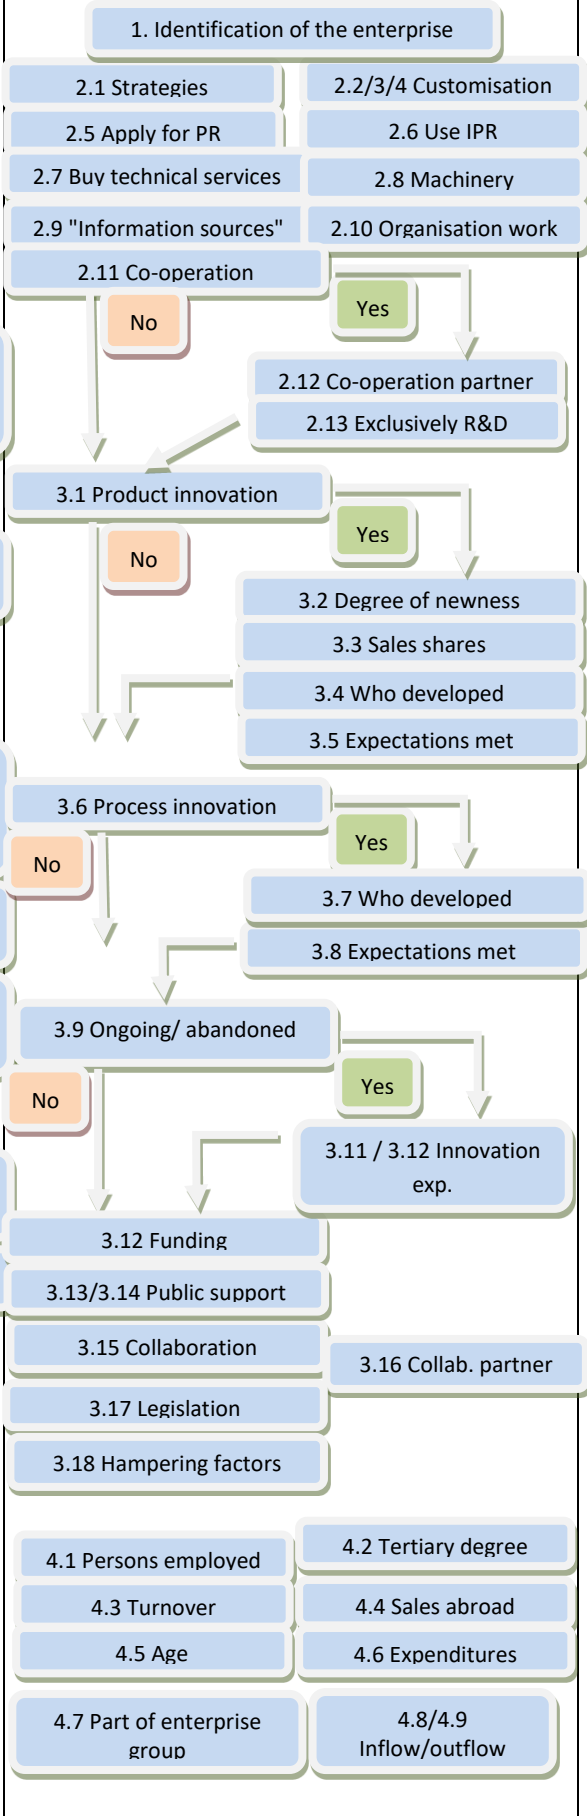 1. Identification of the enterprise
2.1 Strategies
2.2/3/4 Customisation
2.5 Apply for PR
2.6 Use IPR
2.7 Buy technical services
2.8 Machinery
2.9 "Information sources"
2.10 Organisation work
2.11 Co-operation
No
Yes
2.12 Co-operation partner
2.13 Exclusively R&D
3.1 Product innovation
No
Yes
3.2 Degree of newness
3.3 Sales shares
3.4 Who developed
3.5 Expectations met
3.6 Process innovation
No
Yes
3.7 Who developed
3.8 Expectations met
3.9 Ongoing/ abandoned
No
Yes
3.11 / 3.12 Innovation
exp.
3.12 Funding
3.13/3.14 Public support
3.15 Collaboration
3.16 Collab. partner
3.17 Legislation
3.18 Hampering factors
4.1 Persons employed
4.2 Tertiary degree
4.3 Turnover
4.4 Sales abroad
4.5 Age
4.6 Expenditures
4.7 Part of enterprise
group
4.8/4.9
Inflow/outflow